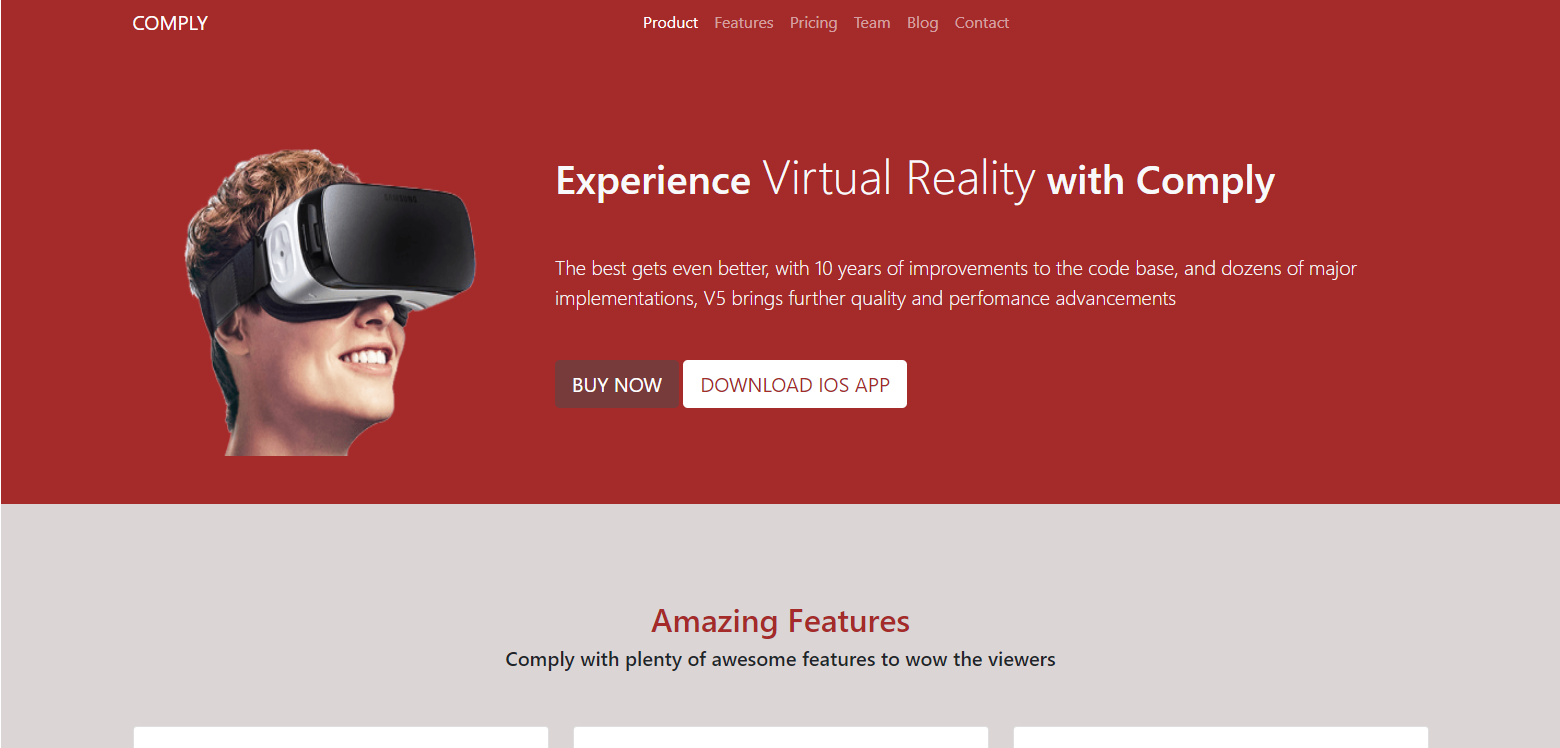 COMPLY
Product Features Pricing Team Blog Contact
SAMSUNG
Experience Virtual Reality with Comply
The best gets even better, with 10 years of improvements to the code base, and dozens of major
implementations, V5 brings further quality and perfomance advancements
BUY NOW DOWNLOAD IOS APP
Amazing Features
Comply with plenty of awesome features to wow the viewers